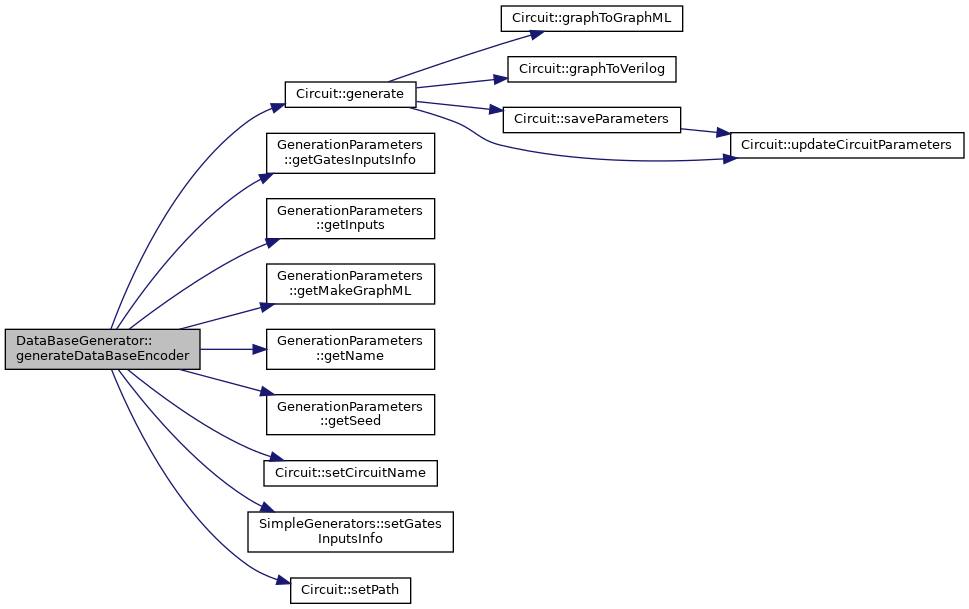 Circuit::graphToGraphML
Circuit::graphToVerilog
Circuit::generate
Circuit::saveParameters
Circuit::updateCircuitParameters
GenerationParameters
::getGatesInputsInfo
GenerationParameters
::getInputs
GenerationParameters
::getMakeGraphML
DataBaseGenerator::
generateDataBaseEncoder
GenerationParameters
::getName
GenerationParameters
::getSeed
Circuit::setCircuitName
SimpleGenerators::setGates
InputsInfo
Circuit::setPath